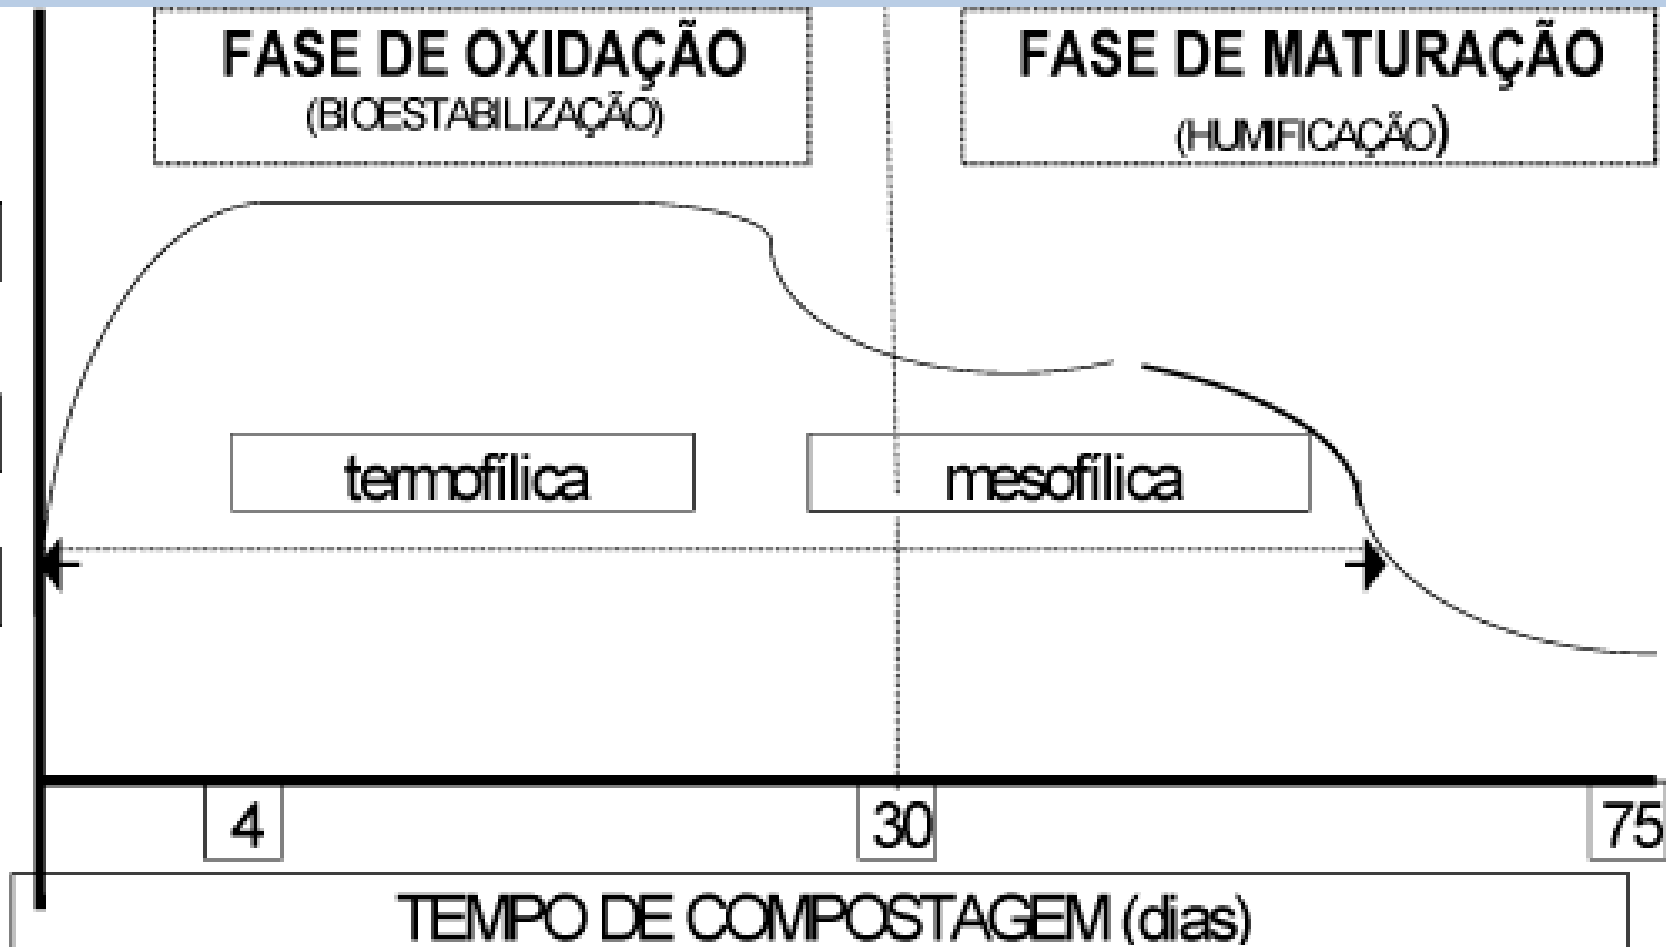 FASE DE OXIDAÇÃO
(BIOESTABILIZAÇÃO)
FASE DE MATURAÇÃO
(HUMIFICAÇÃO)
termofílica
mesofílica
4
30
75
TEMPO DE COMPOSTAGEM (dias)